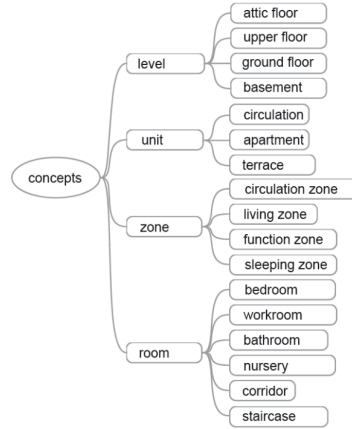 concepts
level
attic floor
upper floor
ground floor
basement
unit
circulation
apartment
terrace
zone
circulation zone
living zone
function zone
sleeping zone
room
bedroom
workroom
bathroom
nursery
corridor
staircase